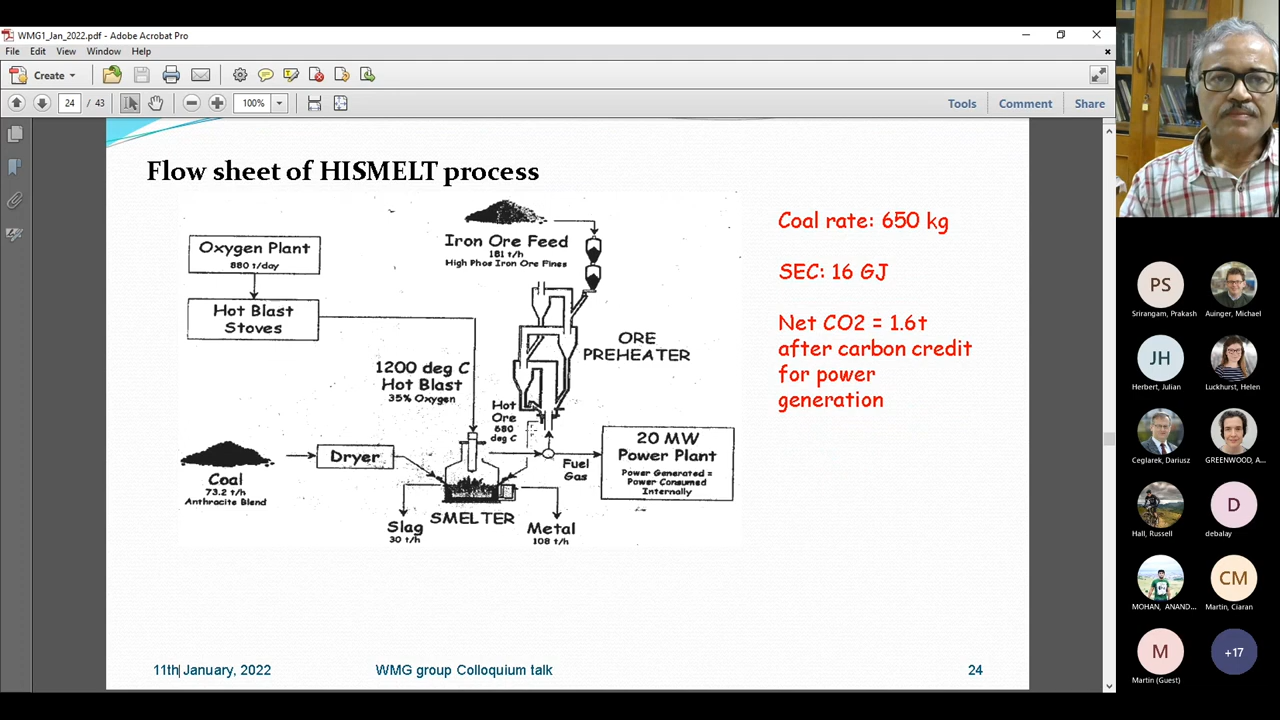 WMG1_Jan_2022.pdf - Adobe Acrobat Pro
File Edit View Window Help
Create
24 / 43
100%
Tools Comment Share
Flow sheet of HISMELT process
Oxygen Plant
880 t/day
Hot Blast
Stoves
Iron Ore Feed
181 t/h
High Phos Iron Ore Fines
ORE
PREHEATER
1200 deg C
Hot Blast
35% Oxygen
Hot
Ore
680
deg C
Coal
73.2 t/h
Anthracite Blend
Dryer
Fuel
Gas
20 MW
Power Plant
Power Generated =
Power Consumed
Internally
SMELTER
Slag
30 t/h
Metal
108 t/h
Coal rate: 650 kg
SEC: 16 GJ
Net CO2 = 1.6t
after carbon credit
for power
generation
11th January, 2022
WMG group Colloquium talk
24
PS
Srirangam, Prakash
Auinger, Michael
JH
Herbert, Julian
Luckhurst, Helen
Ceglarek, Dariusz
GREENWOOD, A...
Hall, Russell
D
debalay
MOHAN, ANAND...
CM
Martin, Ciaran
M
Martin (Guest)
+17